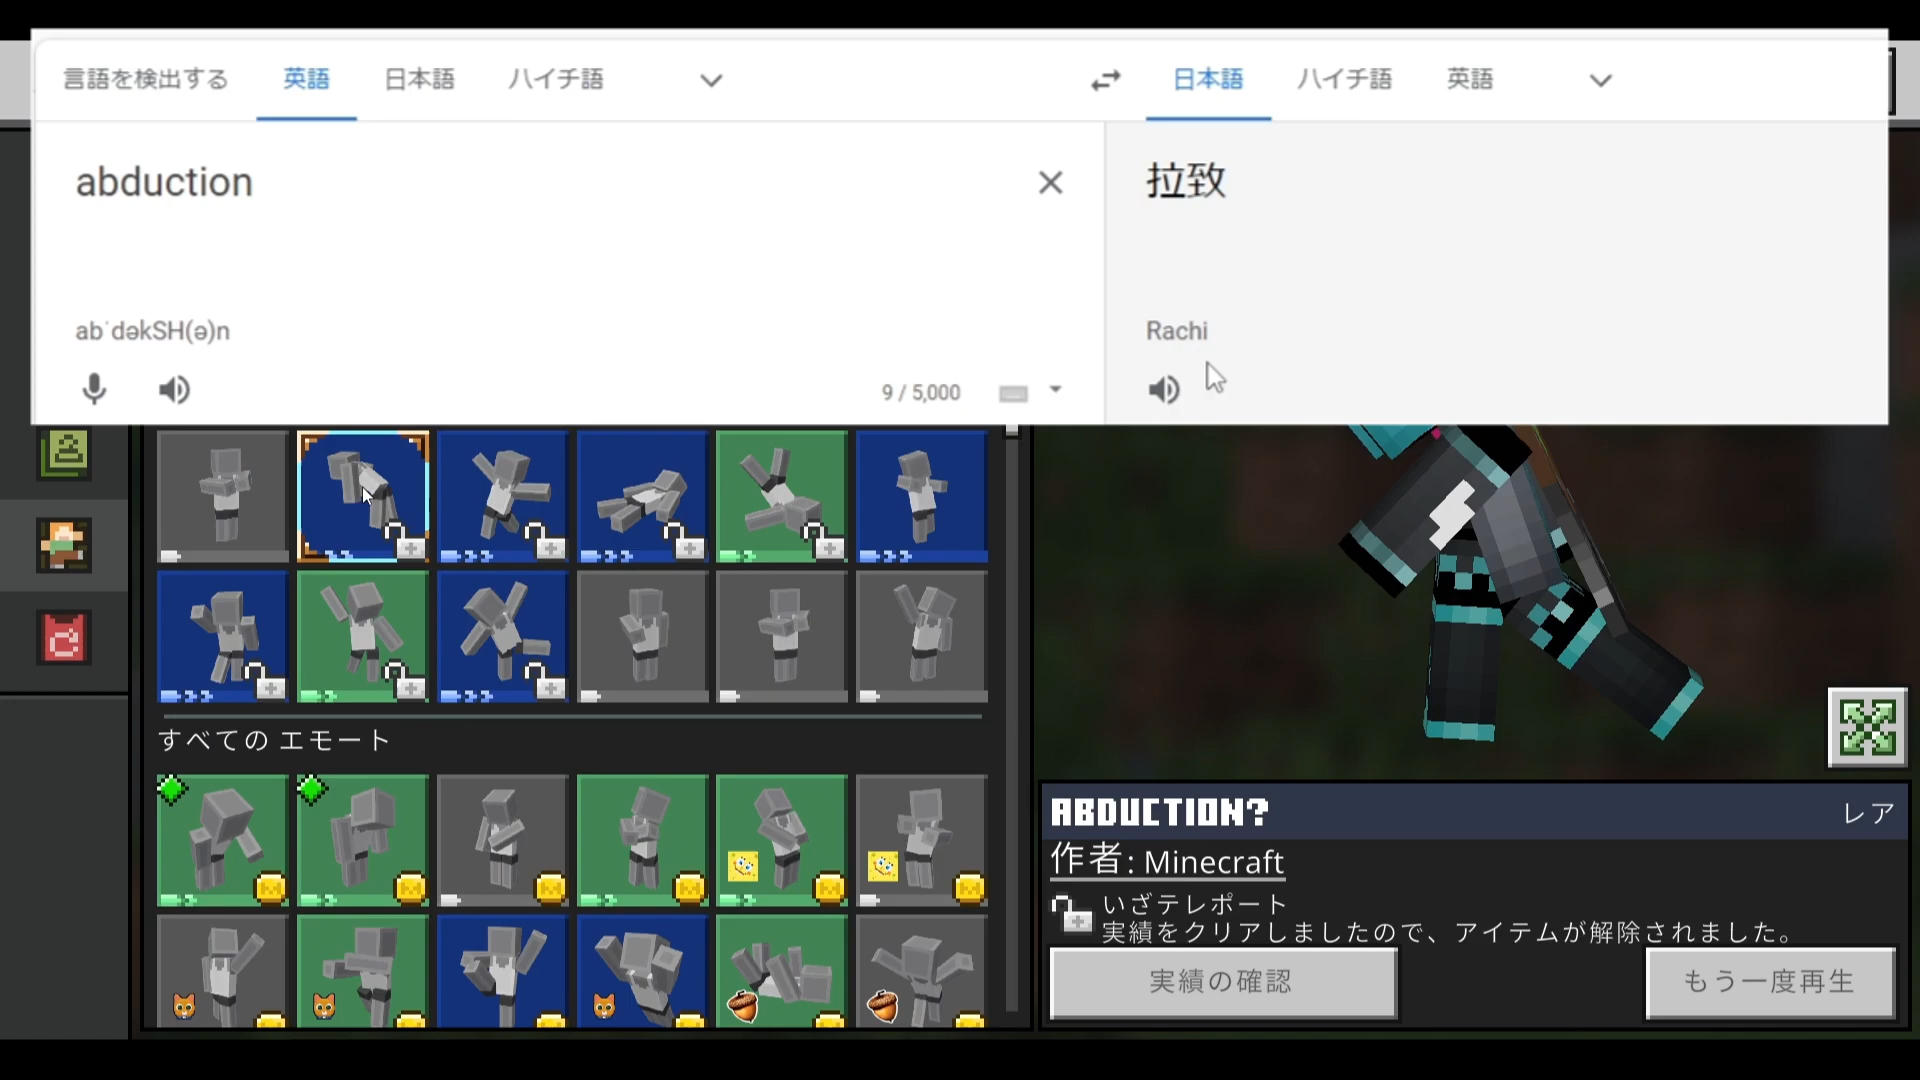 言語を検出する 英語 日本語 ハイチ語 日本語 ハイチ語 英語
abduction
拉致
abˈdəkSH(ə)n
Rachi
9 / 5,000
すべての エモート
ABDUCTION?
レア
作者: Minecraft
いざテレポート
実績をクリアしましたので、アイテムが解除されました。
実績の確認
もう一度再生